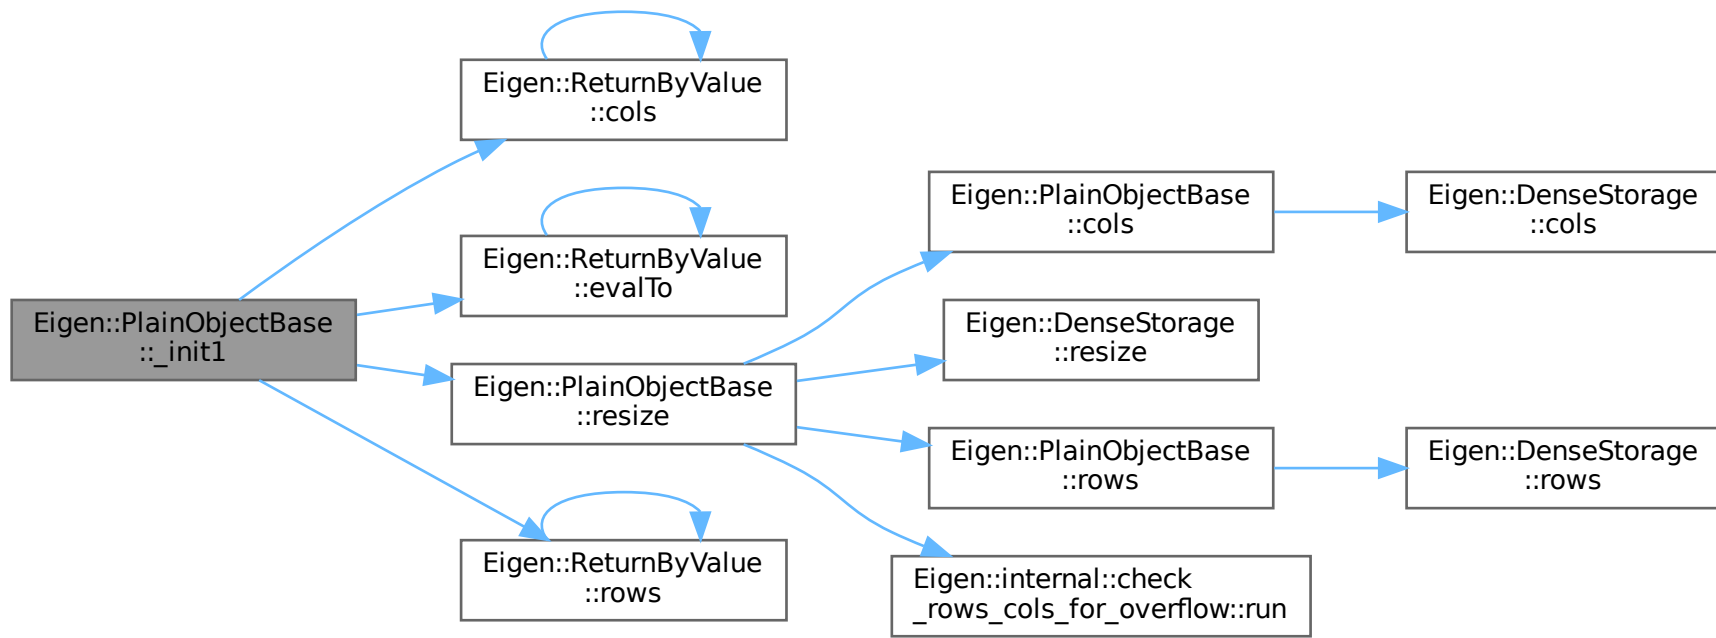 Eigen::PlainObjectBase
::_init1
Eigen::ReturnByValue
::cols
Eigen::ReturnByValue
::evalTo
Eigen::PlainObjectBase
::resize
Eigen::ReturnByValue
::rows
Eigen::PlainObjectBase
::cols
Eigen::DenseStorage
::resize
Eigen::PlainObjectBase
::rows
Eigen::internal::check
_rows_cols_for_overflow::run
Eigen::DenseStorage
::cols
Eigen::DenseStorage
::rows